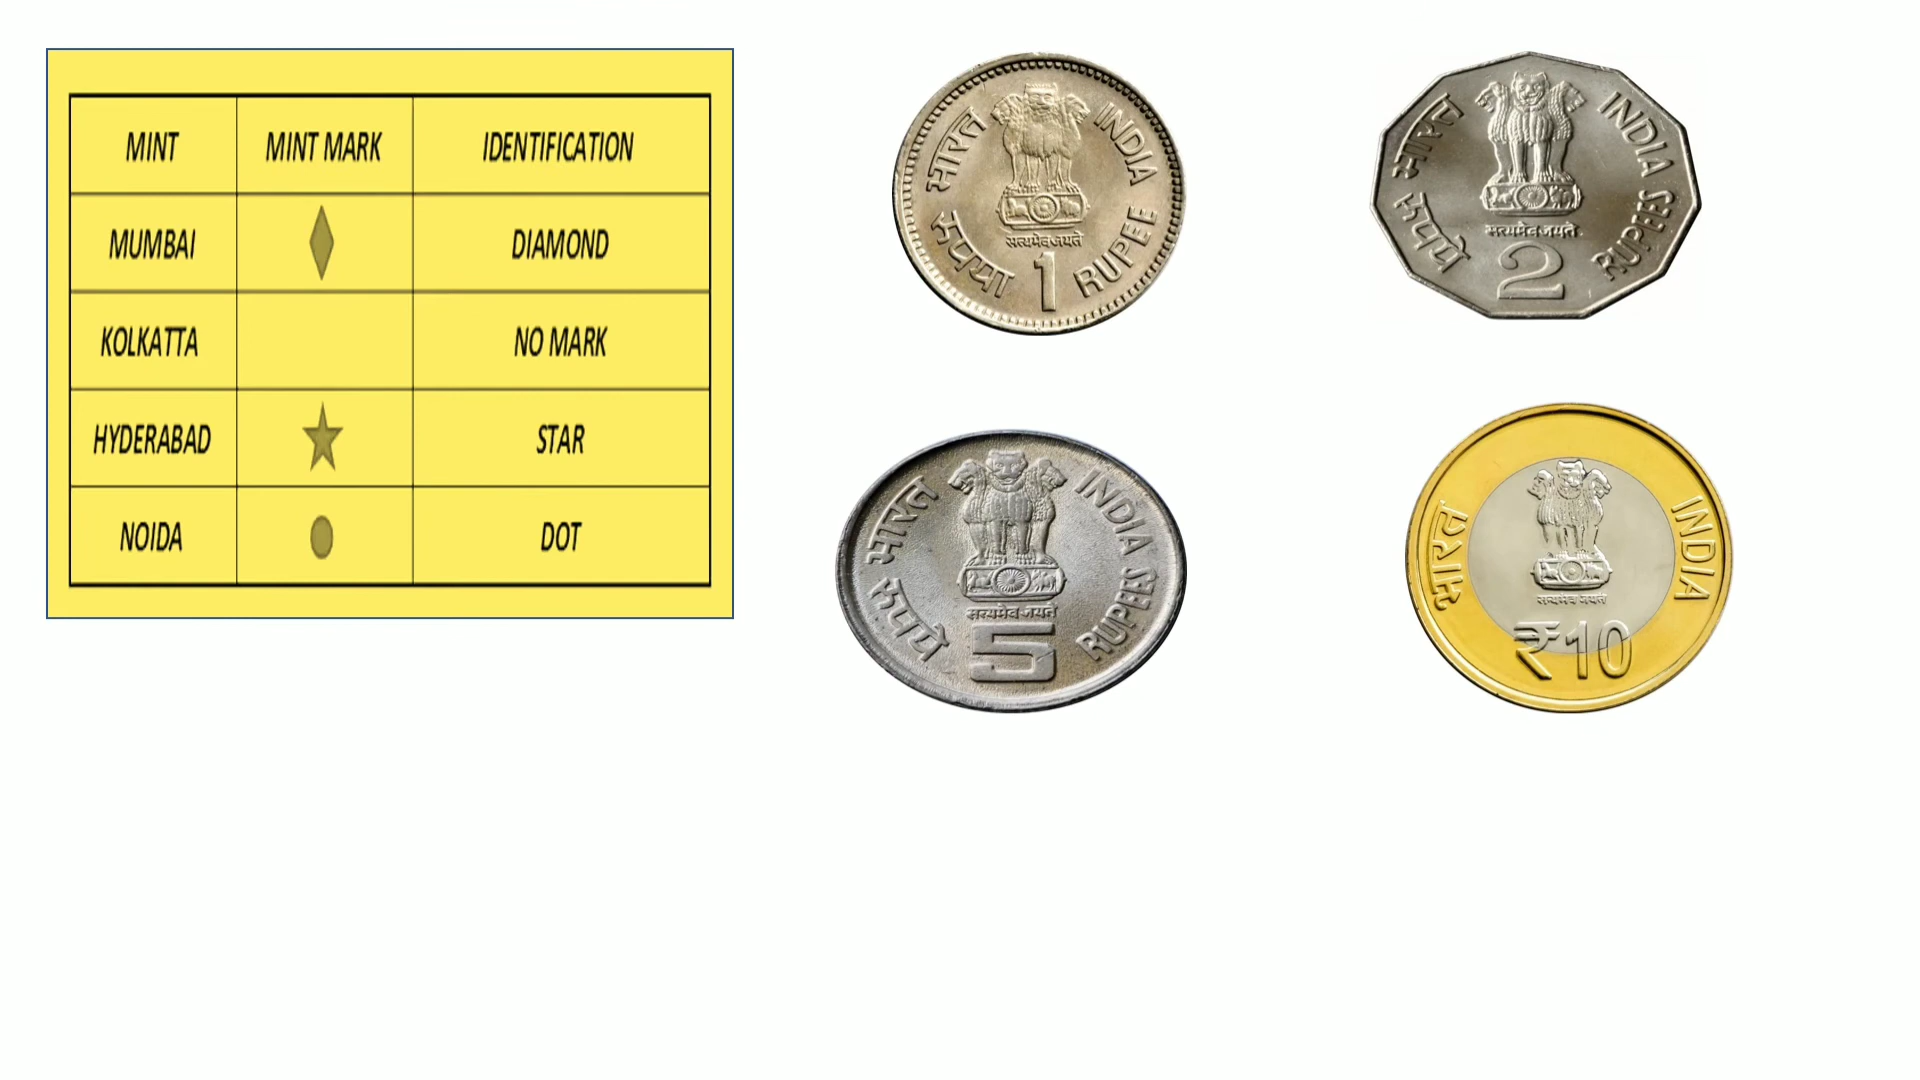 MINT MINT MARK IDENTIFICATION
MUMBAI DIAMOND
KOLKATTA NO MARK
HYDERABAD STAR
NOIDA DOT
भारत INDIA
सत्यमेव जयते
रूपया 1 RUPEE
भारत INDIA
सत्यमेव जयते
रूपये 2 RUPEES
भारत INDIA
सत्यमेव जयते
रूपये 5 RUPEES
भारत INDIA
सत्यमेव जयते
₹10